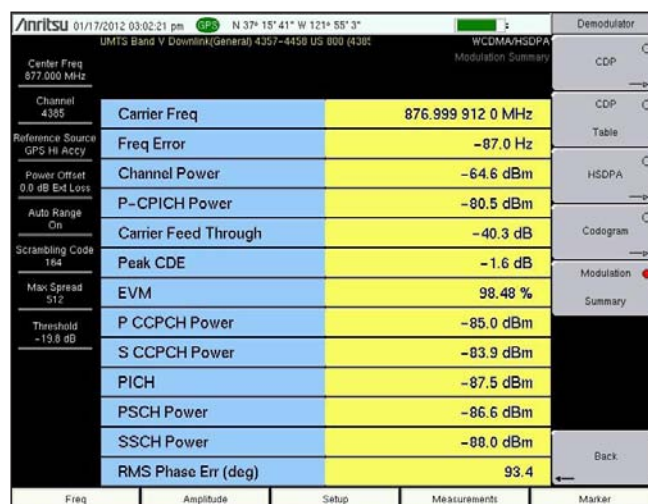 Anritsu 01/17/2012 03:02:21 pm GPS N 37° 15' 41" W 121° 55' 3"
UMTS Band V Downlink(General) 4357-4458 US 800 (4385
WCDMA/HSDPA
Modulation Summary
Center Freq
877.000 MHz
Channel
4385
Reference Source
GPS HI Accy
Power Offset
0.0 dB Ext Loss
Auto Range
On
Scrambling Code
164
Max Spread
512
Threshold
-19.8 dB
Carrier Freq 876.999 912 0 MHz
Freq Error -87.0 Hz
Channel Power -64.6 dBm
P-CPICH Power -80.5 dBm
Carrier Feed Through -40.3 dB
Peak CDE -1.6 dB
EVM 98.48 %
P CCPCH Power -85.0 dBm
S CCPCH Power -83.9 dBm
PICH -87.5 dBm
PSCH Power -86.6 dBm
SSCH Power -88.0 dBm
RMS Phase Err (deg) 93.4
Demodulator
CDP
CDP
Table
HSDPA
Codogram
Modulation
Summary
Back
Freq Amplitude Setup Measurements Marker